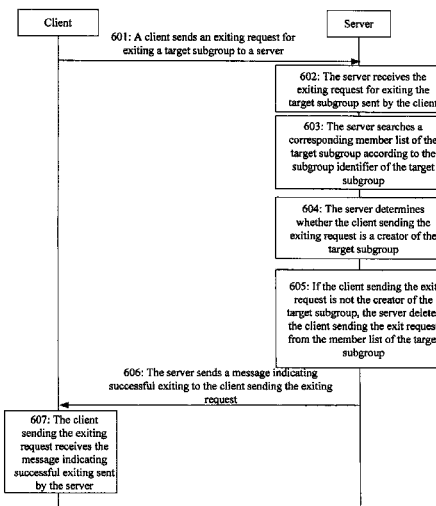 Client
Server
601: A client sends an exiting request for
exiting a target subgroup to a server
602: The server receives the
exiting request for exiting the
target subgroup sent by the client
603: The server searches a
corresponding member list of the
target subgroup according to the
subgroup identifier of the target
subgroup
604: The server determines
whether the client sending the
exiting request is a creator of the
target subgroup
605: If the client sending the exit
request is not the creator of the
target subgroup, the server delete
the client sending the exit request
from the member list of the target
subgroup
606: The server sends a message indicating
successful exiting to the client sending the exiting
request
607: The client
sending the exiting
request receives the
message indicating
successful exiting sent
by the server